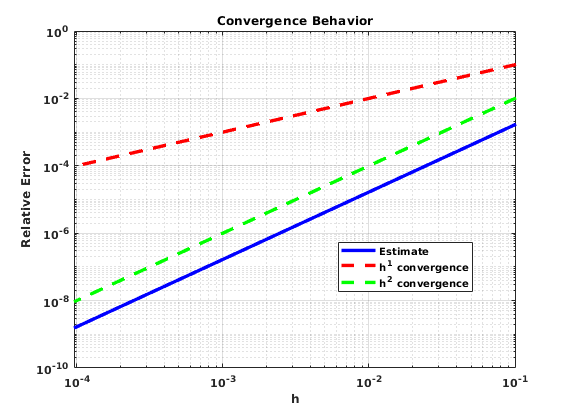 Convergence Behavior
10^0
10^-2
10^-4
10^-6
10^-8
10^-10
Relative Error
Estimate
h^1 convergence
h^2 convergence
10^-4 10^-3 10^-2 10^-1
h